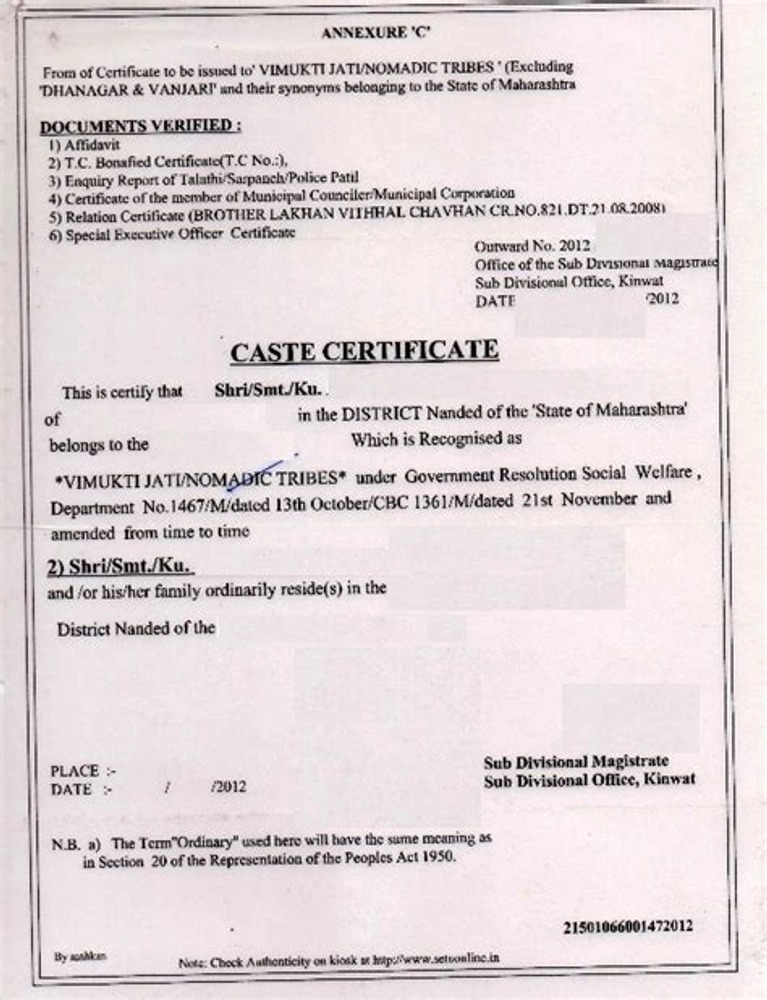 ANNEXURE 'C'
From of Certificate to be issued to' VIMUKTI JATI/NOMADIC TRIBES ' (Excluding
'DHANAGAR & VANJARI' and their synonyms belonging to the State of Maharashtra
DOCUMENTS VERIFIED :
1) Affidavit
2) T.C. Bonafied Certificate(T.C No.:),
3) Enquiry Report of Talathi/Sarpanch/Police Patil
4) Certificate of the member of Municipal Counciler/Municipal Corporation
5) Relation Certificate (BROTHER LAKHAN VITHHAL CHAVHAN CR.NO.821.DT.21.08.2008)
6) Special Executive Officer Certificate
Outward No. 2012
Office of the Sub Divisional Magistrate
Sub Divisional Office, Kinwat
DATE /2012
CASTE CERTIFICATE
This is certify that Shri/Smt./Ku. .
of in the DISTRICT Nanded of the 'State of Maharashtra'
belongs to the Which is Recognised as
*VIMUKTI JATI/NOMADIC TRIBES* under Government Resolution Social Welfare ,
Department No.1467/M/dated 13th October/CBC 1361/M/dated 21st November and
amended from time to time
2) Shri/Smt./Ku.
and /or his/her family ordinarily reside(s) in the
District Nanded of the
PLACE :-
DATE :- / /2012
Sub Divisional Magistrate
Sub Divisional Office, Kinwat
N.B. a) The Term"Ordinary" used here will have the same meaning as
in Section 20 of the Representation of the Peoples Act 1950.
21501066001472012
By
Note: Check Authenticity on kiosk at http://www.setuonline.in